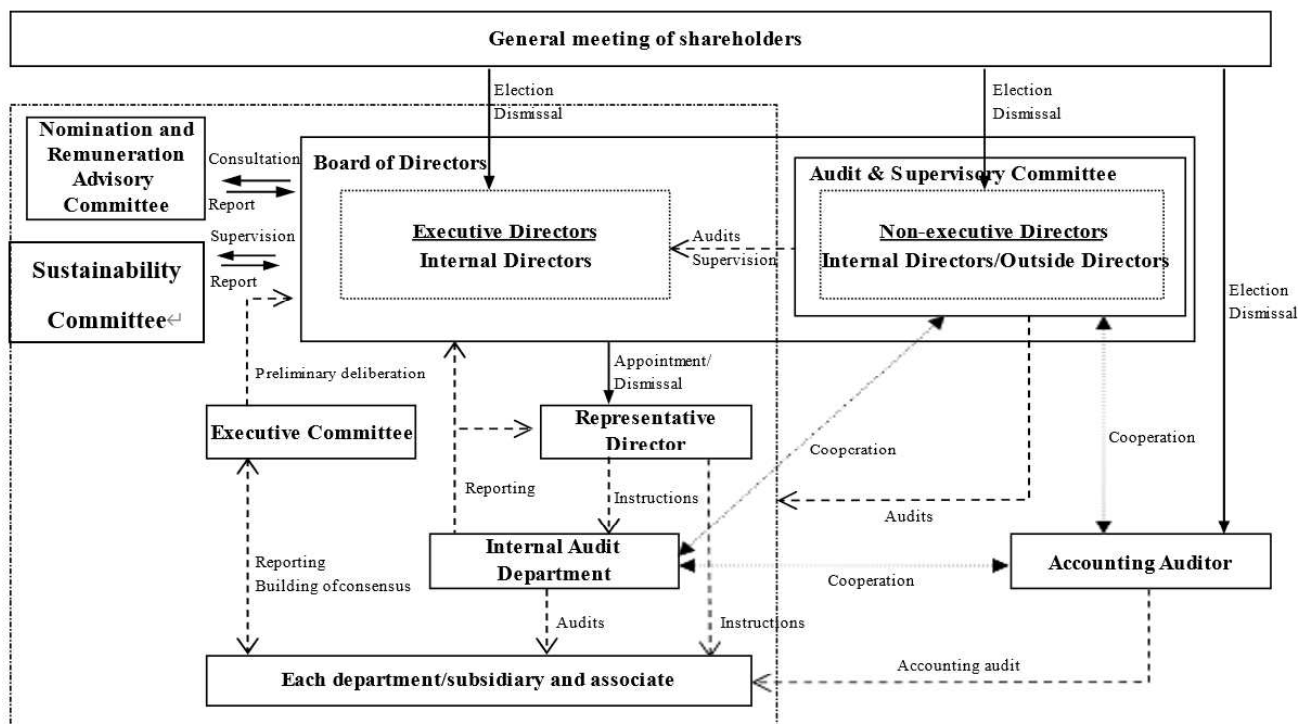 General meeting of shareholders
Election
Dismissal
Election
Dismissal
Nomination and
Remuneration
Advisory
Committee
Consultation
Report
Board of Directors
Audit & Supervisory Committee
Executive Directors
Internal Directors
Audits
Supervision
Non-executive Directors
Internal Directors/Outside Directors
Supervision
Report
Sustainability
Committee↵
Election
Dismissal
Preliminary deliberation
Appointment/
Dismissal
Executive Committee
Representative
Director
Cooperation
Cooperation
Reporting
Instructions
Audits
Internal Audit
Department
Accounting Auditor
Reporting
Building of consensus
Cooperation
Audits
Instructions
Each department/subsidiary and associate
Accounting audit